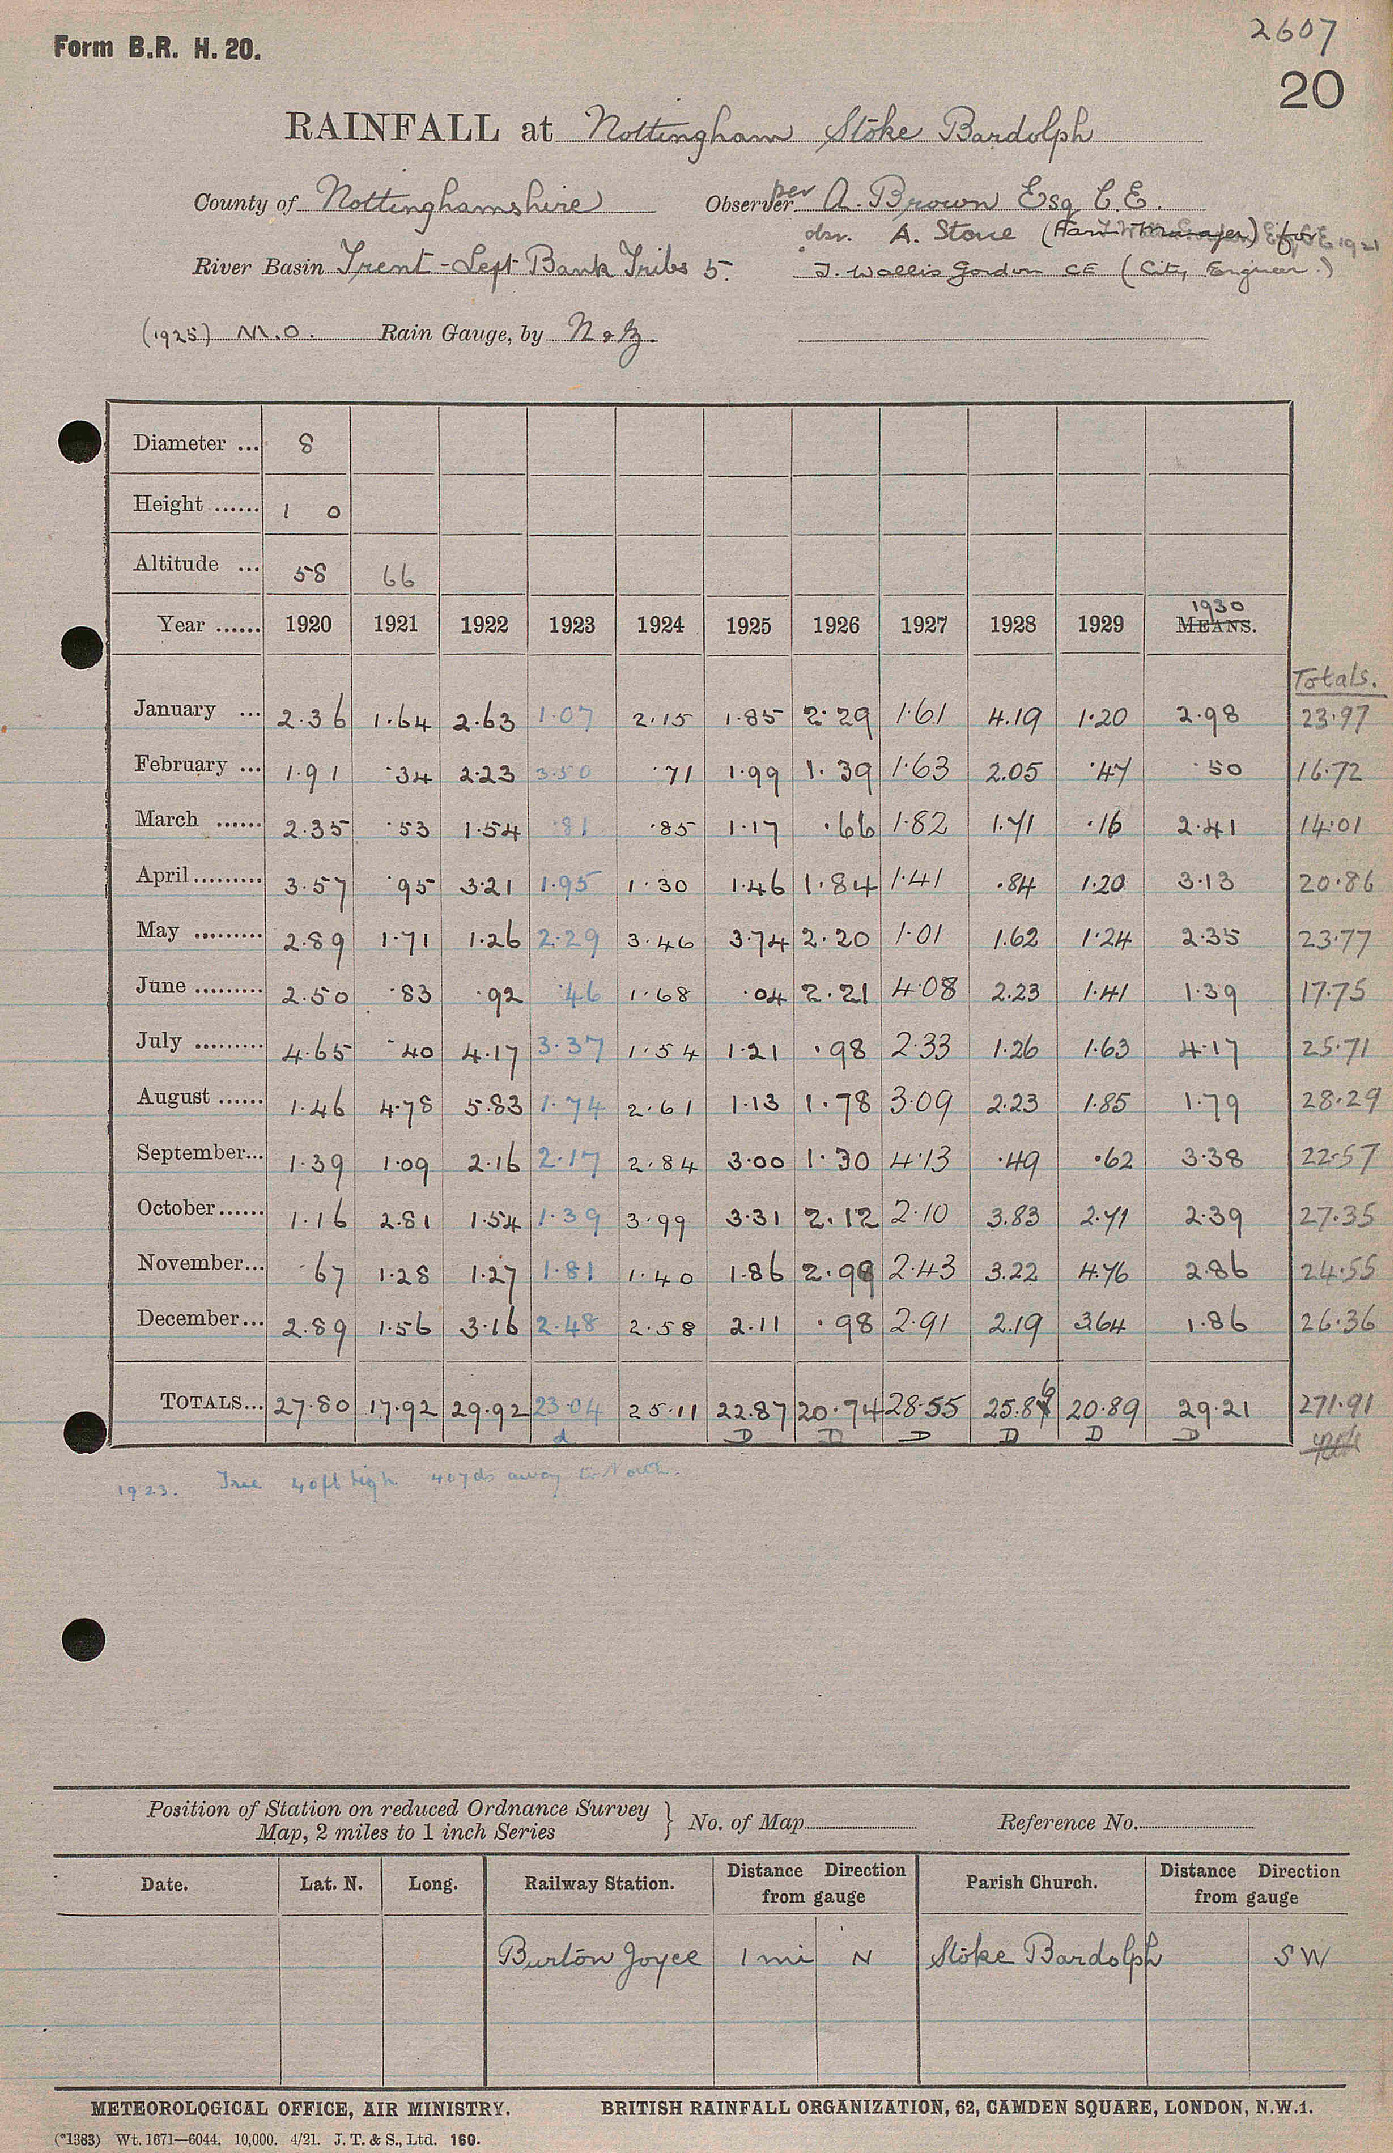 2607
Form B.R. H. 20.
20
RAINFALL at Nottingham Stoke Bardolph
County of Nottinghamshire Observer per A. Brown Esq C.E.
obsr. A. Stone (Farm Manager) for 1921
River Basin Trent - Left Bank Tribs 5. J. Wallis Gordon CE (City Engineer.)
(1925) M.O. Rain Gauge, by N & Z.
Diameter ... 8
Height ...... 1 0
Altitude ... 58 66
Year ...... 1920 1921 1922 1923 1924 1925 1926 1927 1928 1929 1930 MEANS.
Totals.
January ... 2.36 1.64 2.63 1.07 2.15 1.85 2.29 1.61 4.19 1.20 2.98 23.97
February ... 1.91 .34 2.23 3.50 .71 1.99 1.39 1.63 2.05 .47 .50 16.72
March ...... 2.35 .53 1.54 .81 .85 1.17 .66 1.82 1.71 .16 2.41 14.01
April......... 3.57 .95 3.21 1.95 1.30 1.46 1.84 1.41 .84 1.20 3.13 20.86
May ......... 2.89 1.71 1.26 2.29 3.46 3.74 2.20 1.01 1.62 1.24 2.35 23.77
June ......... 2.50 .83 .92 .46 1.68 .04 2.21 4.08 2.23 1.41 1.39 17.75
July ......... 4.65 .40 4.17 3.37 1.54 1.21 .98 2.33 1.26 1.63 4.17 25.71
August ...... 1.46 4.78 5.83 1.74 2.61 1.13 1.78 3.09 2.23 1.85 1.79 28.29
September... 1.39 1.09 2.16 2.17 2.84 3.00 1.30 4.13 .49 .62 3.38 22.57
October...... 1.16 2.81 1.54 1.39 3.99 3.31 2.12 2.10 3.83 2.71 2.39 27.35
November... .67 1.28 1.27 1.81 1.40 1.86 2.99 2.43 3.22 4.76 2.86 24.55
December... 2.89 1.56 3.16 2.48 2.58 2.11 .98 2.91 2.19 3.64 1.86 26.36
TOTALS... 27.80 17.92 29.92 23.04 25.11 22.87 20.74 28.55 25.86 20.89 29.21 271.91
d D D D D D D
1923. Tree 40ft high 40yds away to North.
Position of Station on reduced Ordnance Survey
Map, 2 miles to 1 inch Series } No. of Map Reference No.
Date. Lat. N. Long. Railway Station. Distance Direction from gauge Parish Church. Distance Direction from gauge
Burton Joyce 1 mi N Stoke Bardolph S W
METEOROLOGICAL OFFICE, AIR MINISTRY. BRITISH RAINFALL ORGANIZATION, 62, CAMDEN SQUARE, LONDON, N.W.1.
(*1383) Wt. 1671—6044. 10,000. 4/21. J. T. & S., Ltd. 160.